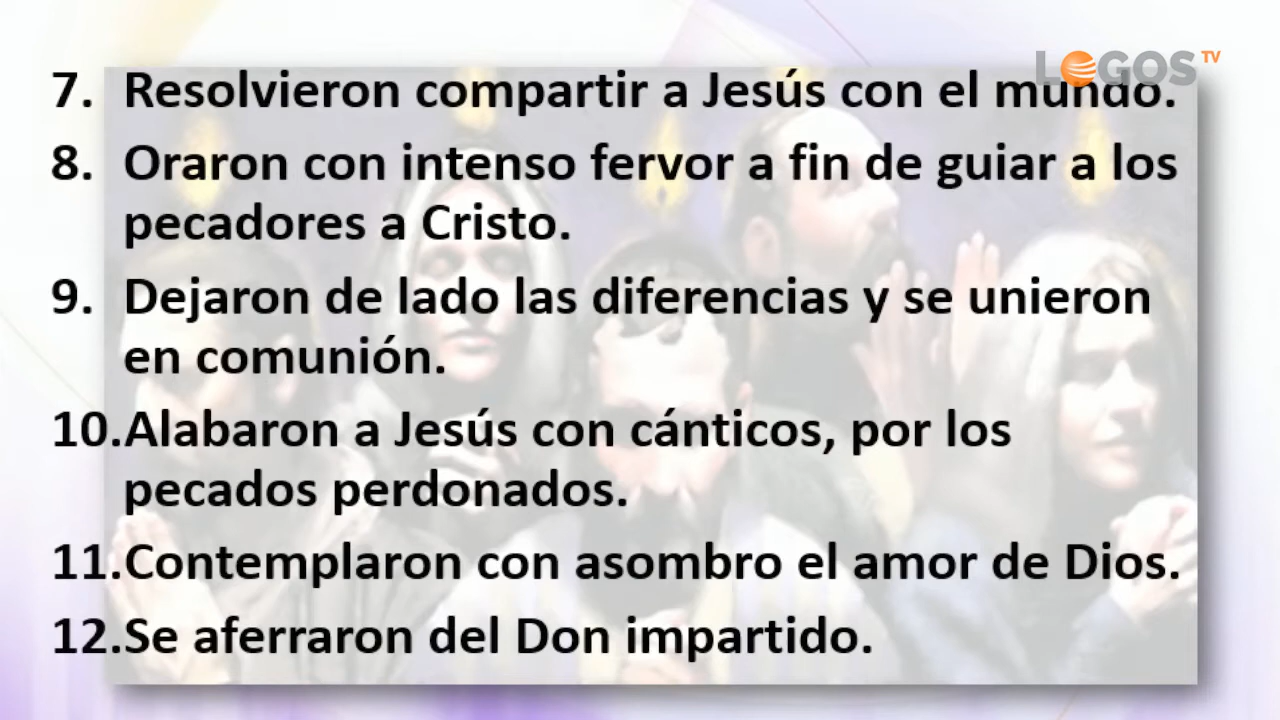 LOGOS TV
7. Resolvieron compartir a Jesús con el mundo.
8. Oraron con intenso fervor a fin de guiar a los
pecadores a Cristo.
9. Dejaron de lado las diferencias y se unieron
en comunión.
10.Alabaron a Jesús con cánticos, por los
pecados perdonados.
11.Contemplaron con asombro el amor de Dios.
12.Se aferraron del Don impartido.